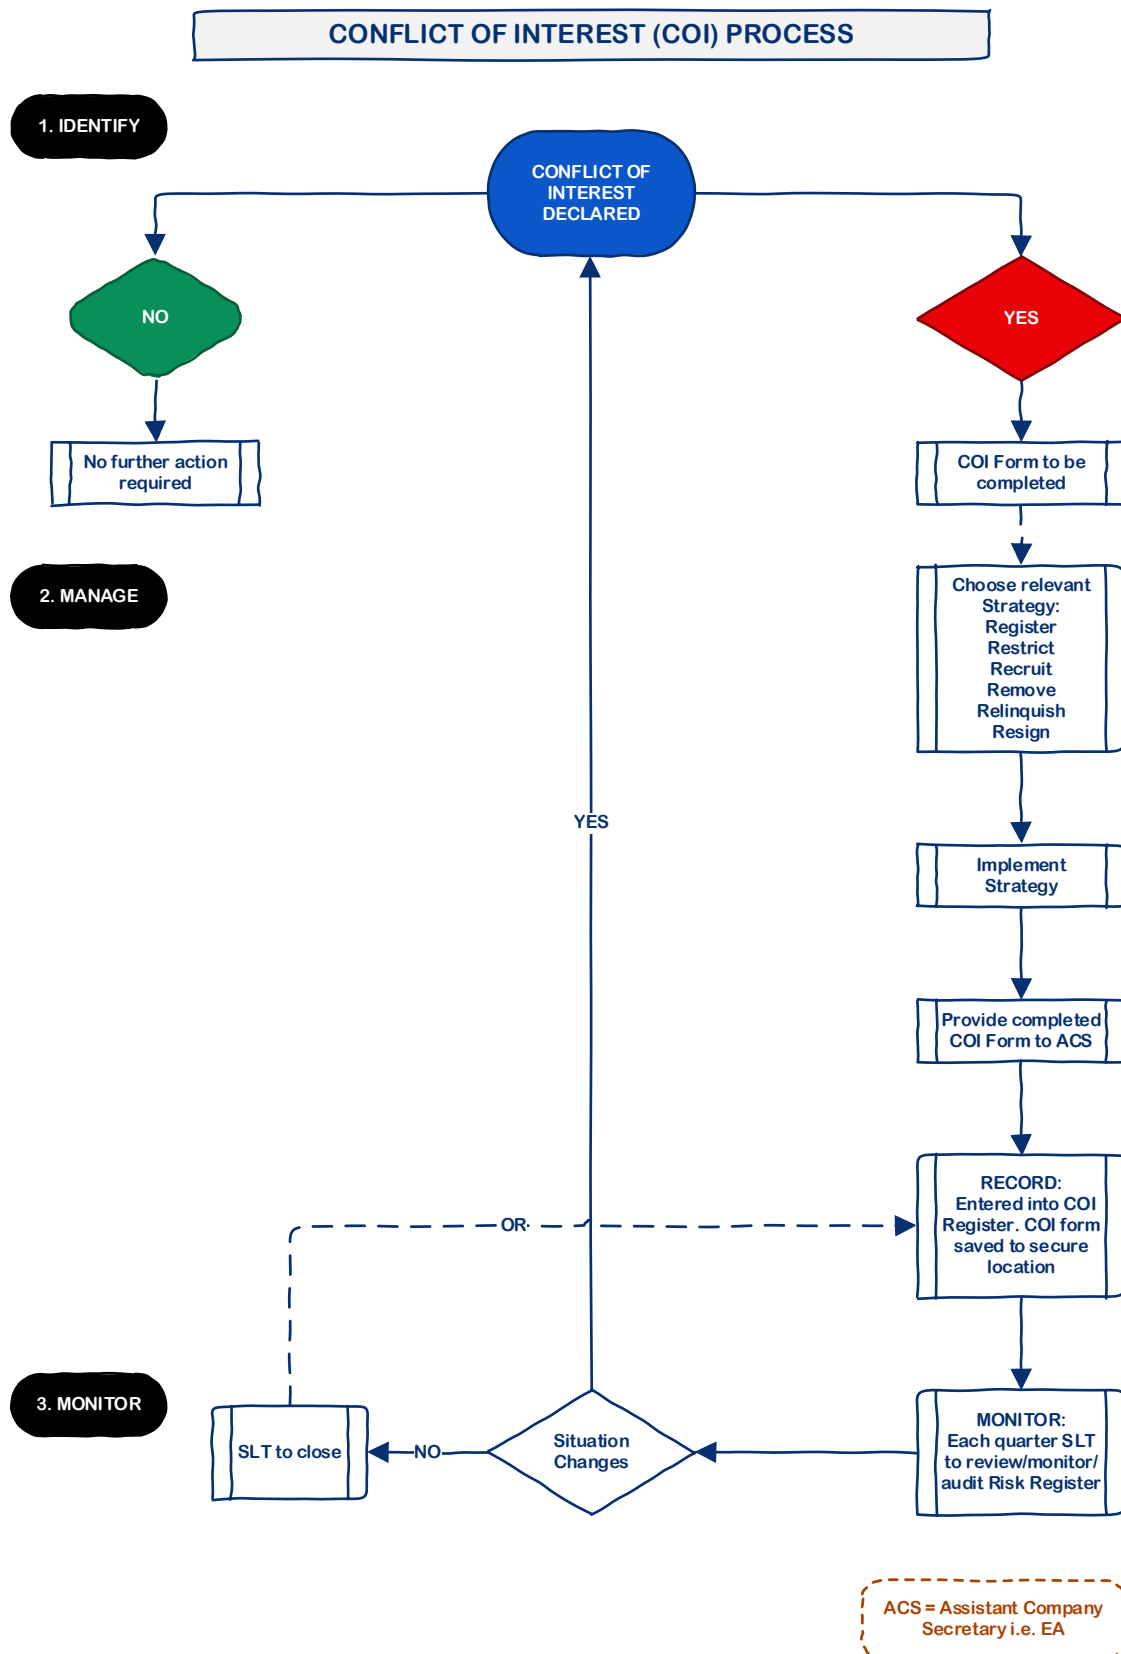 CONFLICT OF INTEREST (COI) PROCESS
1. IDENTIFY
CONFLICT OF
INTEREST
DECLARED
NO
YES
No further action
required
COI Form to be
completed
2. MANAGE
Choose relevant
Strategy:
Register
Restrict
Recruit
Remove
Relinquish
Resign
YES
Implement
Strategy
Provide completed
COI Form to ACS
RECORD:
Entered into COI
Register. COI form
saved to secure
location
OR
3. MONITOR
SLT to close
NO
Situation
Changes
MONITOR:
Each quarter SLT
to review/monitor/
audit Risk Register
ACS = Assistant Company
Secretary i.e. EA